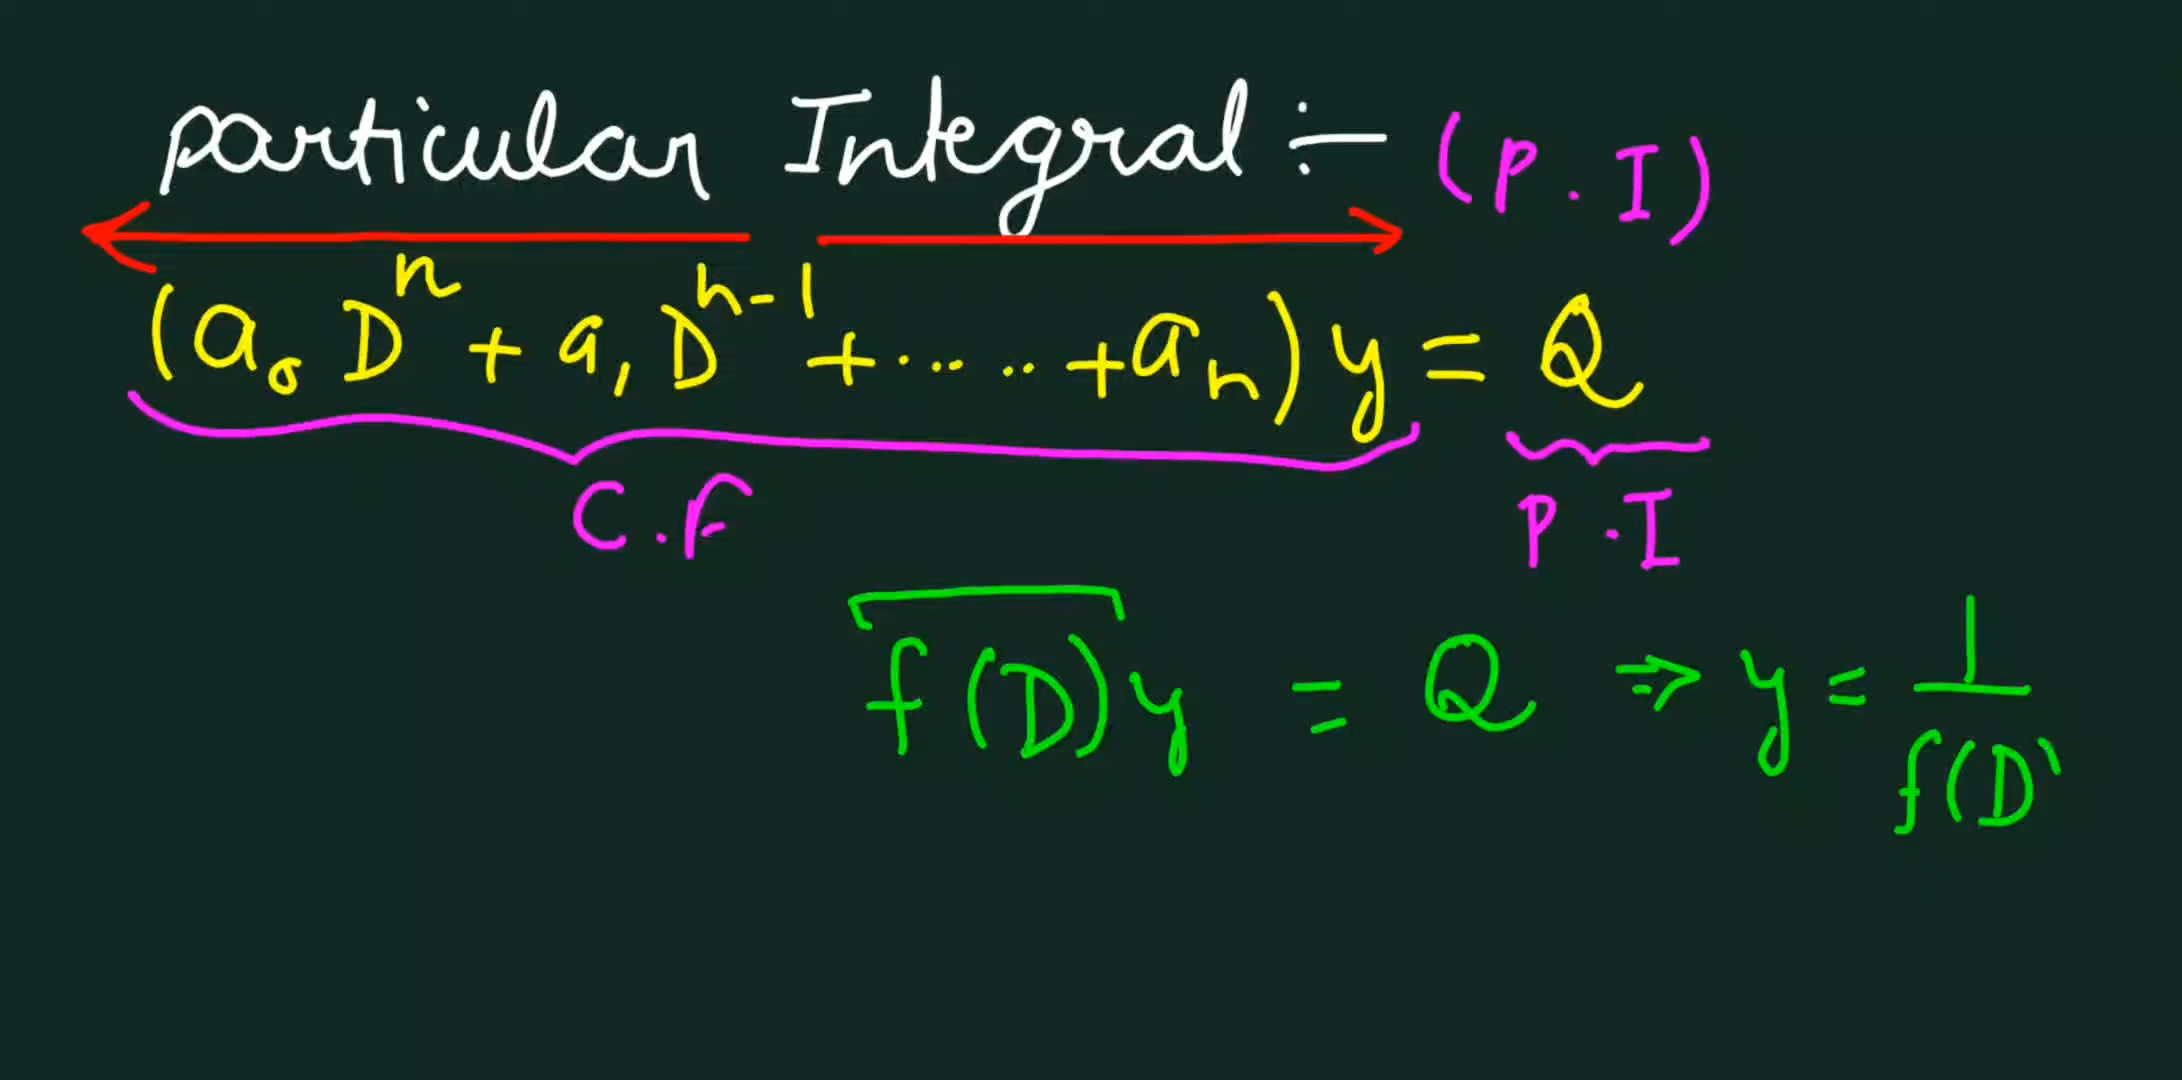 particular Integral :- (P.I)
(a₀Dⁿ + a₁Dⁿ⁻¹ + ..... + aₙ)y = Q
C.F P.I
f(D)y = Q ⇒ y = 1/f(D)